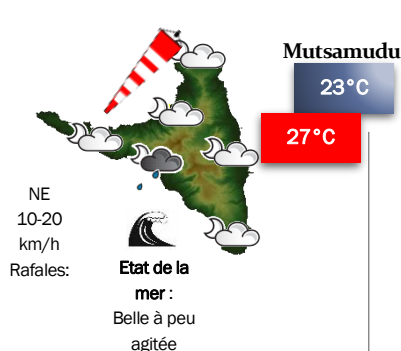 Mutsamudu
23°C
27°C
NE
10-20
km/h
Rafales:
Etat de la
mer :
Belle à peu
agitée